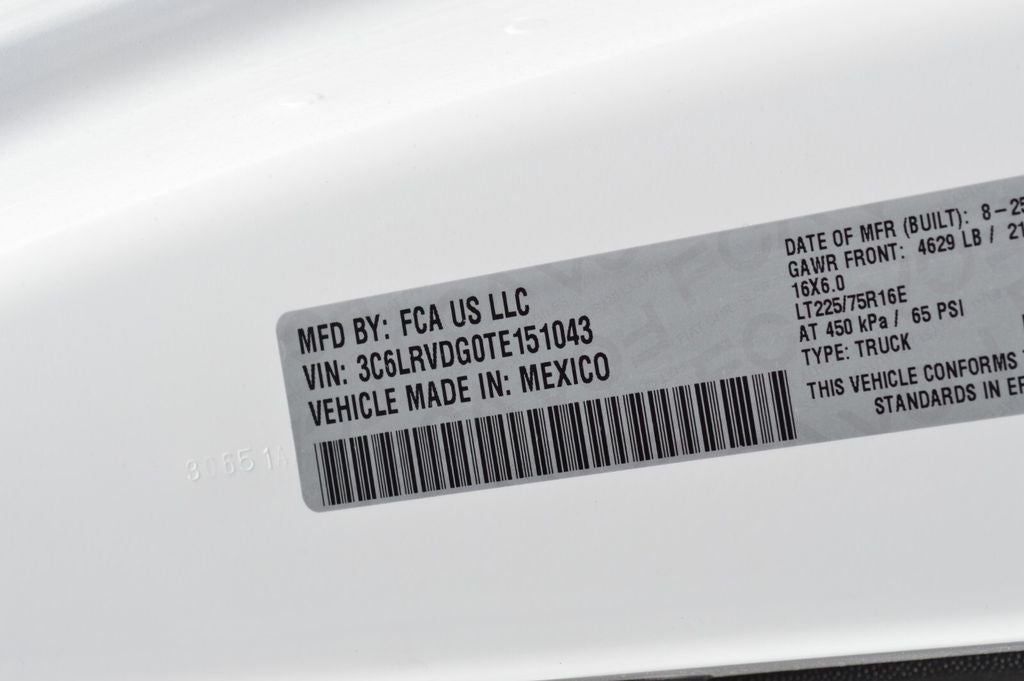 MFD BY: FCA US LLC
VIN: 3C6LRVDG0TE151043
VEHICLE MADE IN: MEXICO
DATE OF MFR (BUILT): 8-25
GAWR FRONT: 4629 LB / 21
16X6.0
LT225/75R16E
AT 450 kPa / 65 PSI
TYPE: TRUCK
THIS VEHICLE CONFORMS
STANDARDS IN EF
30651A